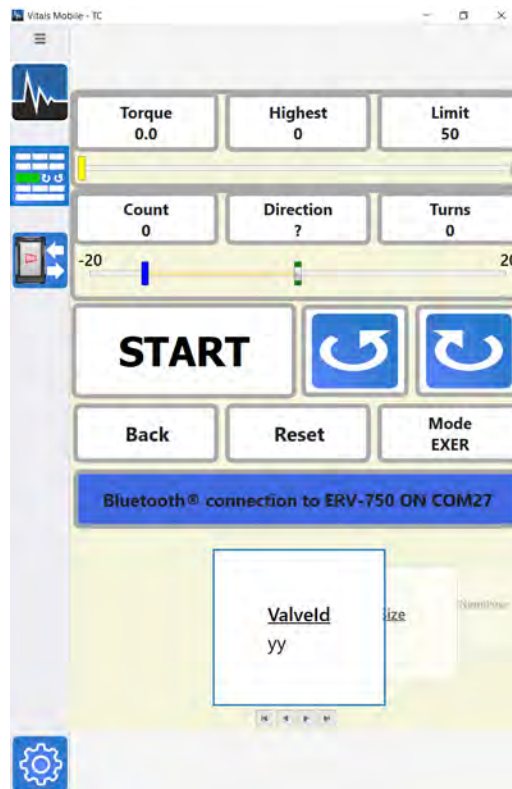 Vitals Mobile - TC
Torque
0.0
Highest
0
Limit
50
Count
0
Direction
?
Turns
0
-20
20
START
Back
Reset
Mode
EXER
Bluetooth® connection to ERV-750 ON COM27
ValveId
yy
Size